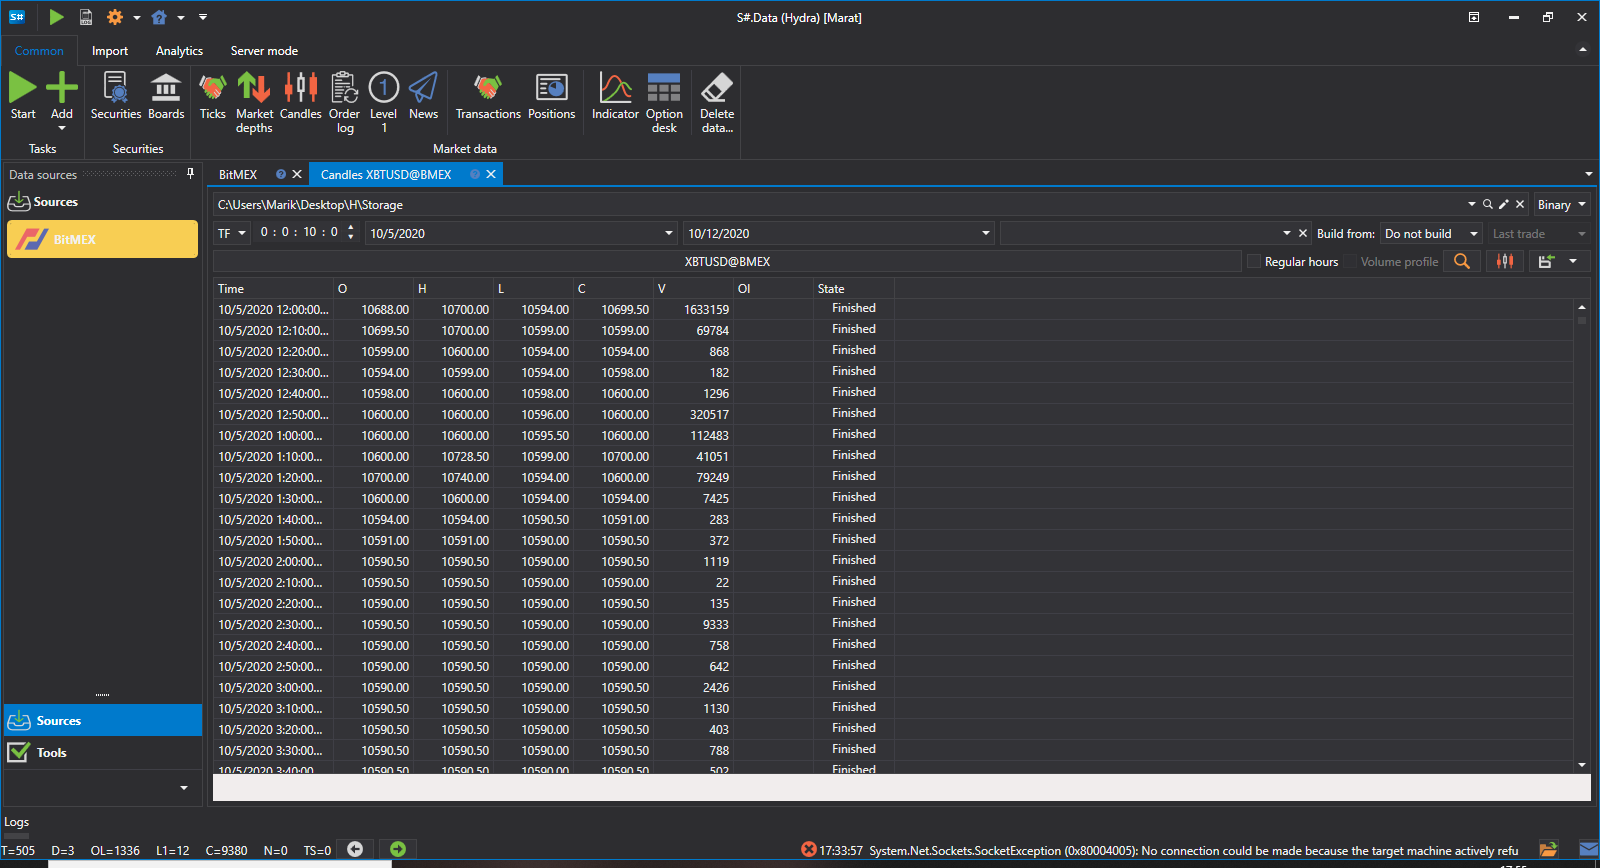 S# S#.Data (Hydra) [Marat]
Common Import Analytics Server mode
Start Add Securities Boards Ticks Market depths Candles Order log Level 1 News Transactions Positions Indicator Option desk Delete data...
Tasks Securities Market data
Data sources BitMEX Candles XBTUSD@BMEX
Sources C:\Users\Marik\Desktop\H\Storage Binary
BitMEX TF 0 : 0 : 10 : 0 10/5/2020 10/12/2020 Build from: Do not build Last trade
XBTUSD@BMEX Regular hours Volume profile
Time O H L C V OI State
10/5/2020 12:00:00... 10688.00 10700.00 10594.00 10699.50 1633159 Finished
10/5/2020 12:10:00... 10699.50 10700.00 10599.00 10599.00 69784 Finished
10/5/2020 12:20:00... 10599.00 10600.00 10594.00 10594.00 868 Finished
10/5/2020 12:30:00... 10594.00 10599.00 10594.00 10598.00 182 Finished
10/5/2020 12:40:00... 10598.00 10600.00 10598.00 10600.00 1296 Finished
10/5/2020 12:50:00... 10600.00 10600.00 10596.00 10600.00 320517 Finished
10/5/2020 1:00:00... 10600.00 10600.00 10595.50 10600.00 112483 Finished
10/5/2020 1:10:00... 10600.00 10728.50 10599.00 10700.00 41051 Finished
10/5/2020 1:20:00... 10700.00 10740.00 10594.00 10600.00 79249 Finished
10/5/2020 1:30:00... 10600.00 10600.00 10594.00 10594.00 7425 Finished
10/5/2020 1:40:00... 10594.00 10594.00 10590.50 10591.00 283 Finished
10/5/2020 1:50:00... 10591.00 10591.00 10590.00 10590.50 372 Finished
10/5/2020 2:00:00... 10590.50 10590.50 10590.00 10590.50 1119 Finished
10/5/2020 2:10:00... 10590.50 10590.50 10590.00 10590.00 22 Finished
10/5/2020 2:20:00... 10590.00 10590.50 10590.00 10590.50 135 Finished
10/5/2020 2:30:00... 10590.50 10590.50 10590.00 10590.00 9333 Finished
10/5/2020 2:40:00... 10590.00 10590.50 10590.00 10590.50 758 Finished
10/5/2020 2:50:00... 10590.00 10590.50 10590.00 10590.00 642 Finished
10/5/2020 3:00:00... 10590.00 10590.50 10590.00 10590.50 2426 Finished
10/5/2020 3:10:00... 10590.50 10590.50 10590.00 10590.50 1130 Finished
10/5/2020 3:20:00... 10590.50 10590.50 10590.00 10590.50 403 Finished
10/5/2020 3:30:00... 10590.50 10590.50 10590.00 10590.50 788 Finished
10/5/2020 3:40:00 10590.50 10590.50 10590.00 10590.50 502 Finished
Sources
Tools
Logs
T=505 D=3 OL=1336 L1=12 C=9380 N=0 TS=0 17:33:57 System.Net.Sockets.SocketException (0x80004005): No connection could be made because the target machine actively refu